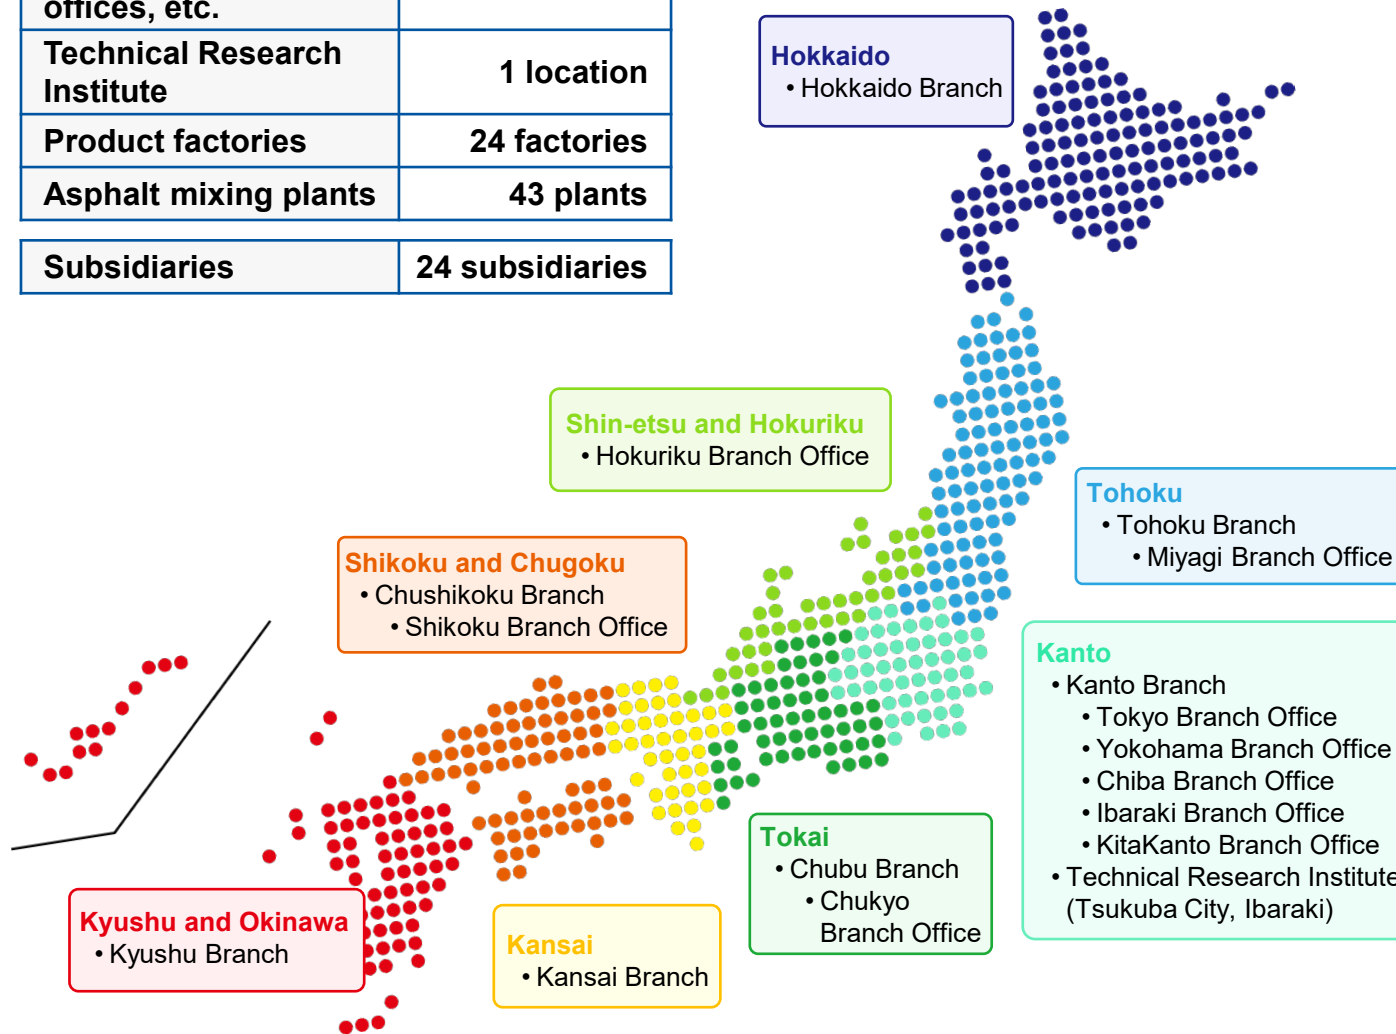 offices, etc.
Technical Research
Institute
1 location
Product factories
24 factories
Asphalt mixing plants
43 plants
Subsidiaries
24 subsidiaries
Hokkaido
• Hokkaido Branch
Shin-etsu and Hokuriku
• Hokuriku Branch Office
Tohoku
• Tohoku Branch
• Miyagi Branch Office
Shikoku and Chugoku
• Chushikoku Branch
• Shikoku Branch Office
Kanto
• Kanto Branch
• Tokyo Branch Office
• Yokohama Branch Office
• Chiba Branch Office
• Ibaraki Branch Office
• KitaKanto Branch Office
• Technical Research Institute
(Tsukuba City, Ibaraki)
Tokai
• Chubu Branch
• Chukyo
Branch Office
Kyushu and Okinawa
• Kyushu Branch
Kansai
• Kansai Branch